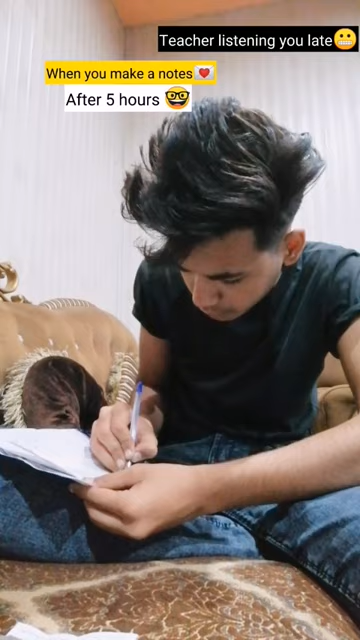 Teacher listening you late😬
When you make a notes💌
After 5 hours 🤓